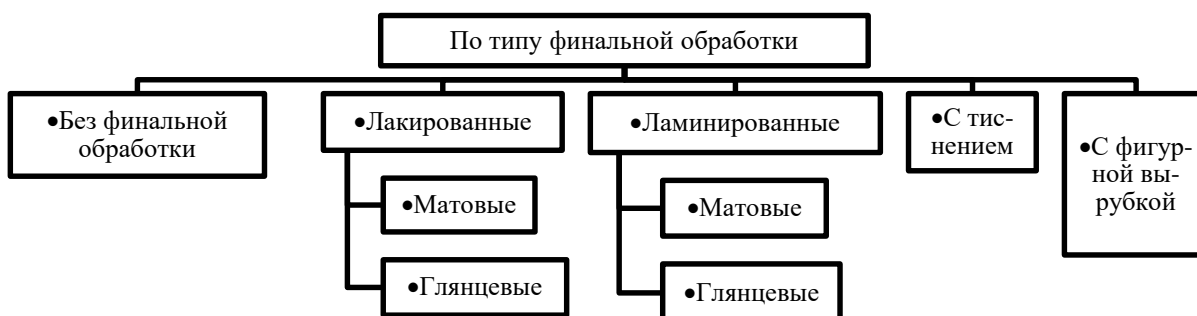 По типу финальной обработки
•Без финальной
обработки
•Лакированные
•Матовые
•Глянцевые
•Ламинированные
•Матовые
•Глянцевые
•С тис-
нением
•С фигур-
ной вы-
рубкой